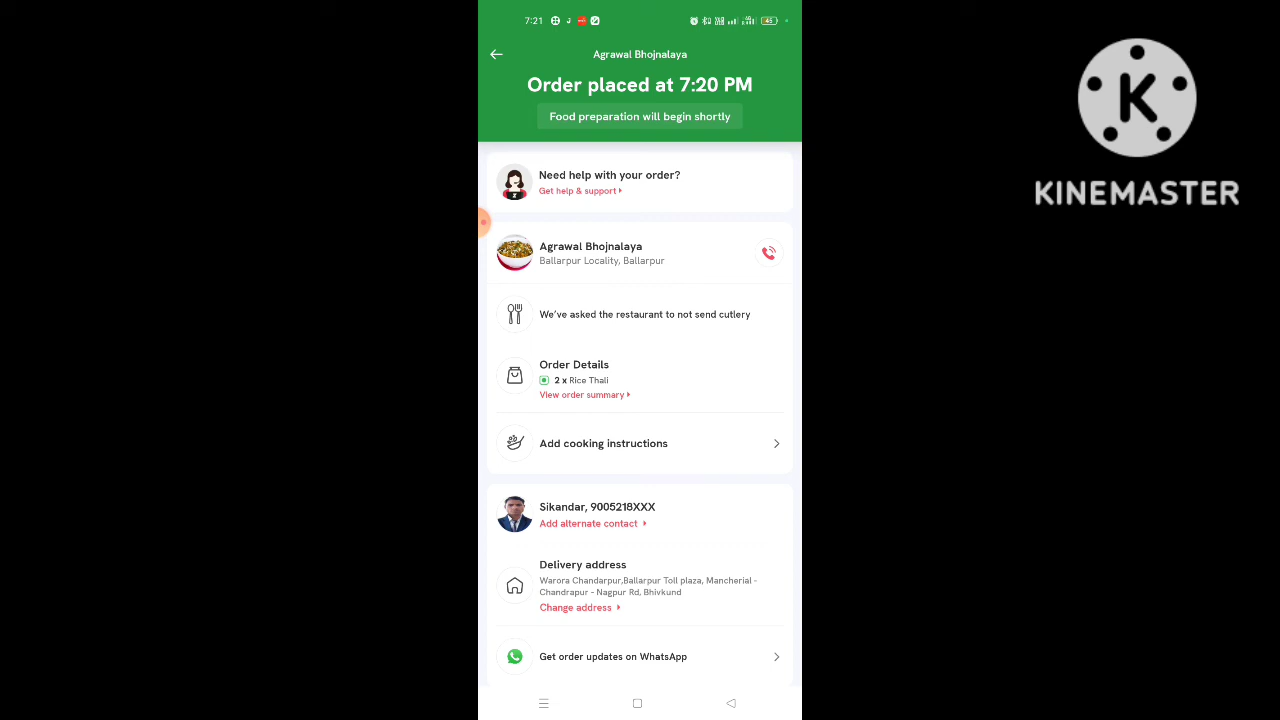 7:21
45
Agrawal Bhojnalaya
Order placed at 7:20 PM
Food preparation will begin shortly
Need help with your order?
Get help & support
Agrawal Bhojnalaya
Ballarpur Locality, Ballarpur
We've asked the restaurant to not send cutlery
Order Details
2 x Rice Thali
View order summary
Add cooking instructions
Sikandar, 9005218XXX
Add alternate contact
Delivery address
Warora Chandarpur,Ballarpur Toll plaza, Mancherial -
Chandrapur - Nagpur Rd, Bhivkund
Change address
Get order updates on WhatsApp
K
KINEMASTER